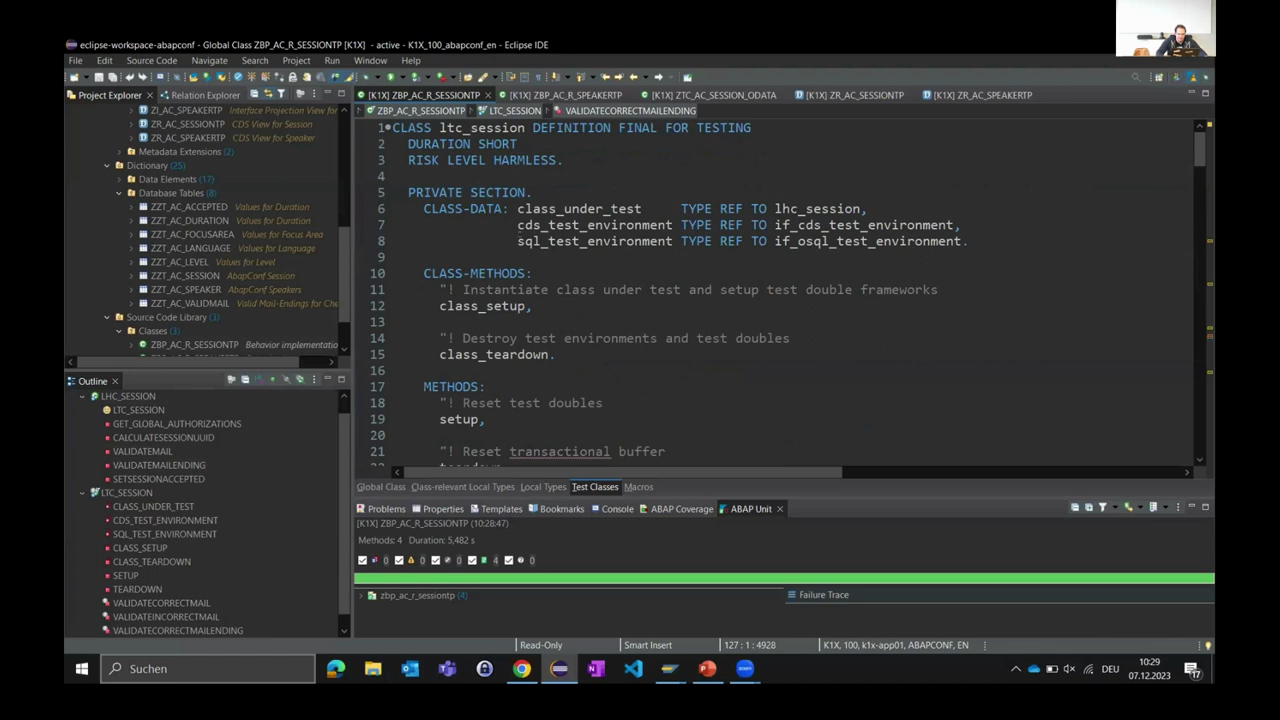 eclipse-workspace-abapconf - Global Class ZBP_AC_R_SESSIONTP [K1X] - active - K1X_100_abapconf_en - Eclipse IDE
File Edit Source Code Navigate Search Project Run Window Help
Project Explorer Relation Explorer
ZI_AC_SPEAKERTP Interface Projection View for
ZR_AC_SESSIONTP CDS View for Session
ZR_AC_SPEAKERTP CDS View for Speaker
Metadata Extensions (2)
Dictionary (25)
Data Elements (17)
Database Tables (8)
ZZT_AC_ACCEPTED Values for Duration
ZZT_AC_DURATION Values for Duration
ZZT_AC_FOCUSAREA Values for Focus Area
ZZT_AC_LANGUAGE Values for Language
ZZT_AC_LEVEL Values for Level
ZZT_AC_SESSION AbapConf Session
ZZT_AC_SPEAKER AbapConf Speakers
ZZT_AC_VALIDMAIL Valid Mail-Endings for Che
Source Code Library (3)
Classes (3)
ZBP_AC_R_SESSIONTP Behavior implementatio
Outline
LHC_SESSION
LTC_SESSION
GET_GLOBAL_AUTHORIZATIONS
CALCULATESESSIONUUID
VALIDATEMAIL
VALIDATEMAILENDING
SETSESSIONACCEPTED
LTC_SESSION
CLASS_UNDER_TEST
CDS_TEST_ENVIRONMENT
SQL_TEST_ENVIRONMENT
CLASS_SETUP
CLASS_TEARDOWN
SETUP
TEARDOWN
VALIDATECORRECTMAIL
VALIDATEINCORRECTMAIL
VALIDATECORRECTMAILENDING
[K1X] ZBP_AC_R_SESSIONTP [K1X] ZBP_AC_R_SPEAKERTP [K1X] ZTC_AC_SESSION_ODATA [K1X] ZR_AC_SESSIONTP [K1X] ZR_AC_SPEAKERTP
ZBP_AC_R_SESSIONTP LTC_SESSION VALIDATECORRECTMAILENDING
1 CLASS ltc_session DEFINITION FINAL FOR TESTING
2 DURATION SHORT
3 RISK LEVEL HARMLESS.
4
5 PRIVATE SECTION.
6 CLASS-DATA: class_under_test TYPE REF TO lhc_session,
7 cds_test_environment TYPE REF TO if_cds_test_environment,
8 sql_test_environment TYPE REF TO if_osql_test_environment.
9
10 CLASS-METHODS:
11 "! Instantiate class under test and setup test double frameworks
12 class_setup,
13
14 "! Destroy test environments and test doubles
15 class_teardown.
16
17 METHODS:
18 "! Reset test doubles
19 setup,
20
21 "! Reset transactional buffer
Global Class Class-relevant Local Types Local Types Test Classes Macros
Problems Properties Templates Bookmarks Console ABAP Coverage ABAP Unit
[K1X] ZBP_AC_R_SESSIONTP (10:28:47)
Methods: 4 Duration: 5,482 s
0 0 0 4 0
zbp_ac_r_sessiontp (4)
Failure Trace
Read-Only Smart Insert 127 : 1 : 4928 K1X, 100, k1x-app01, ABAPCONF, EN
Suchen
DEU
10:29
07.12.2023
17